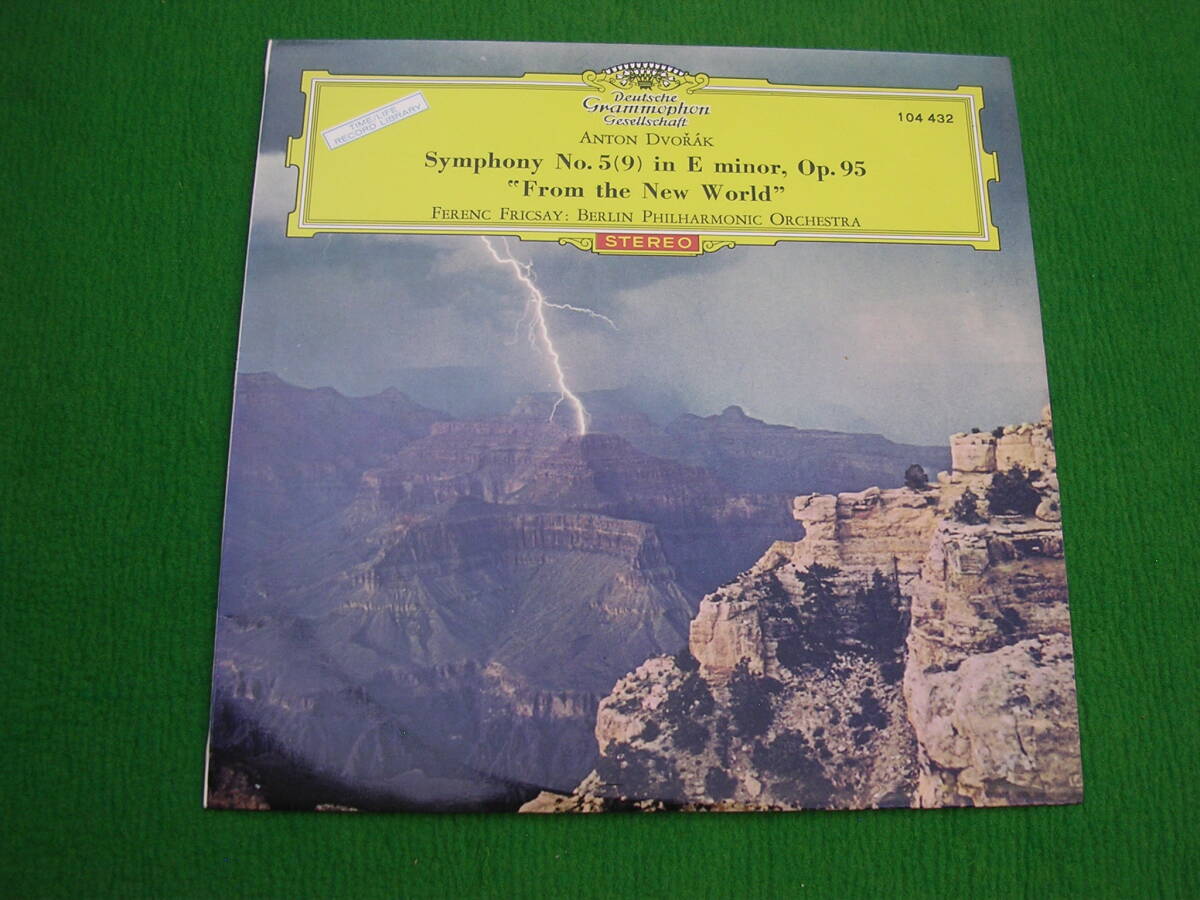 Deutsche
Grammophon
Gesellschaft
TIME/LIFE
RECORD LIBRARY
104 432
ANTON DVOŘÁK
Symphony No. 5(9) in E minor, Op. 95
“From the New World”
FERENC FRICSAY: BERLIN PHILHARMONIC ORCHESTRA
STEREO